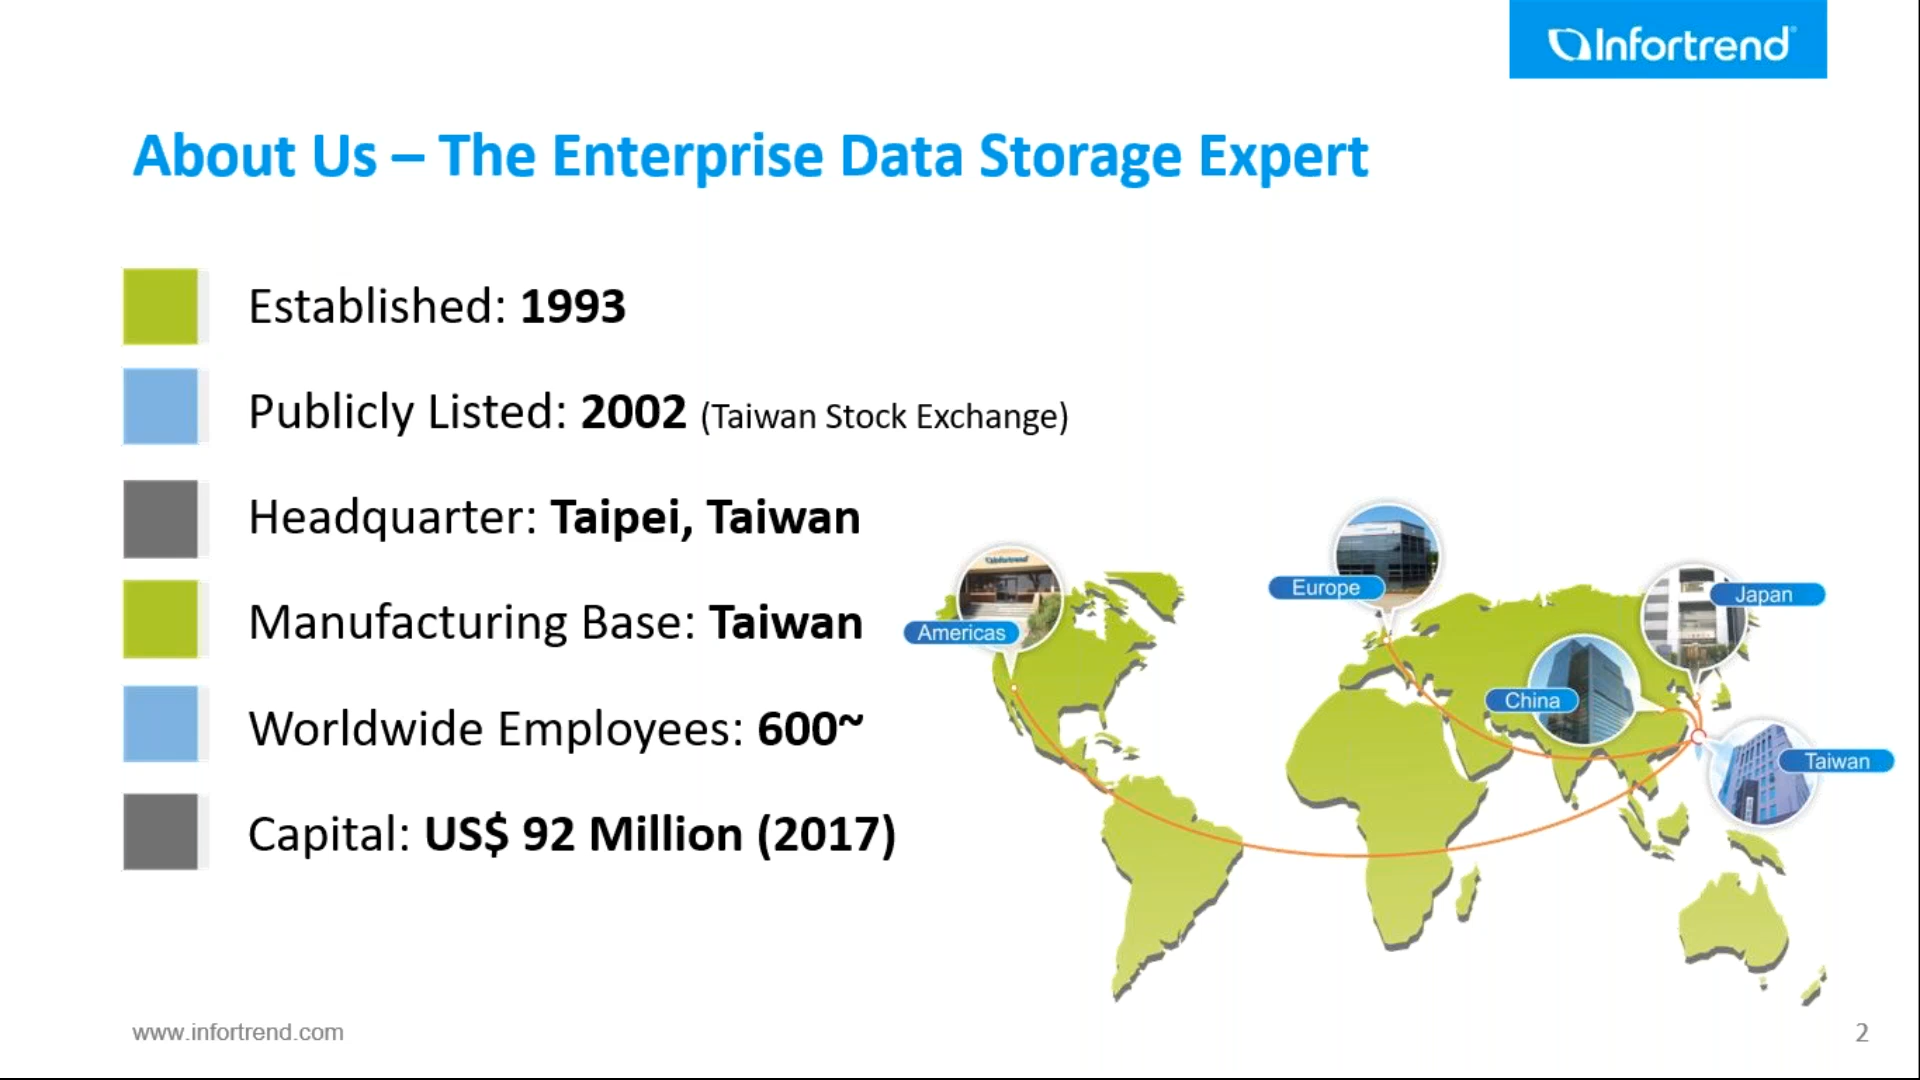 Infortrend
About Us – The Enterprise Data Storage Expert
Established: 1993
Publicly Listed: 2002 (Taiwan Stock Exchange)
Headquarter: Taipei, Taiwan
Manufacturing Base: Taiwan
Worldwide Employees: 600~
Capital: US$ 92 Million (2017)
Infortrend
Americas
Europe
Japan
China
Taiwan
www.infortrend.com
2